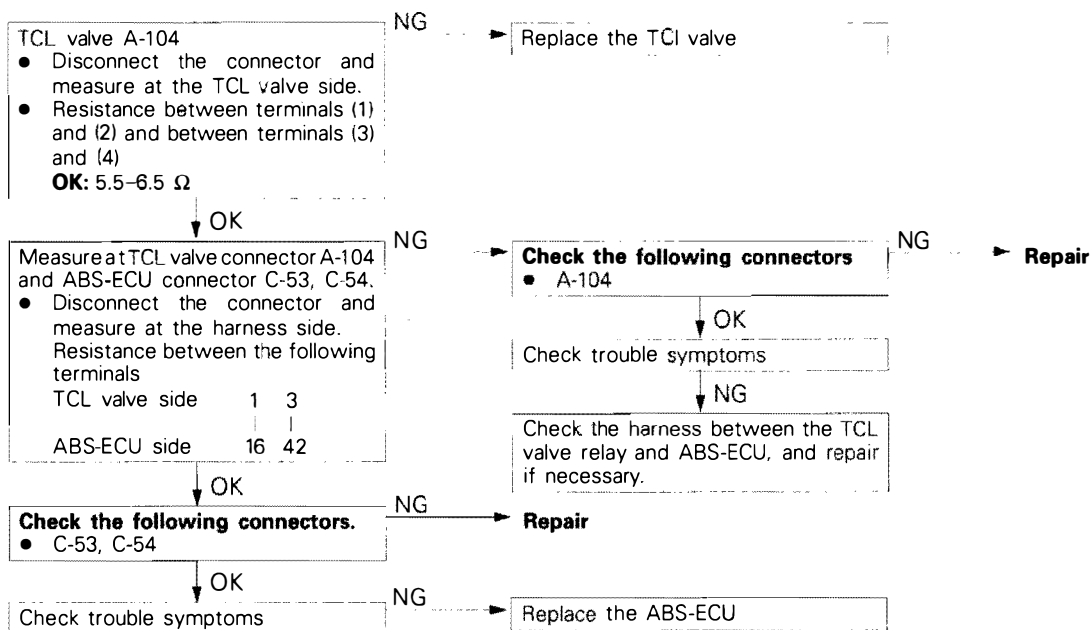 TCL valve A-104
NG
Replace the TCI valve
● Disconnect the connector and
measure at the TCL valve side.
● Resistance between terminals (1)
and (2) and between terminals (3)
and (4)
OK: 5.5–6.5 Ω
OK
Measure at TCL valve connector A-104
and ABS-ECU connector C-53, C-54.
● Disconnect the connector and
measure at the harness side.
Resistance between the following
terminals
TCL valve side 1 3
ABS-ECU side 16 42
NG
Check the following connectors
● A-104
NG
Repair
OK
Check trouble symptoms
NG
Check the harness between the TCL
valve relay and ABS-ECU, and repair
if necessary.
OK
Check the following connectors.
● C-53, C-54
NG
Repair
OK
Check trouble symptoms
NG
Replace the ABS-ECU